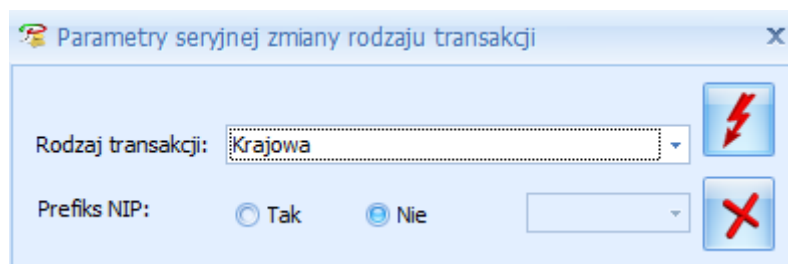 Parametry seryjnej zmiany rodzaju transakcji
Rodzaj transakcji: Krajowa
Prefiks NIP: Tak Nie